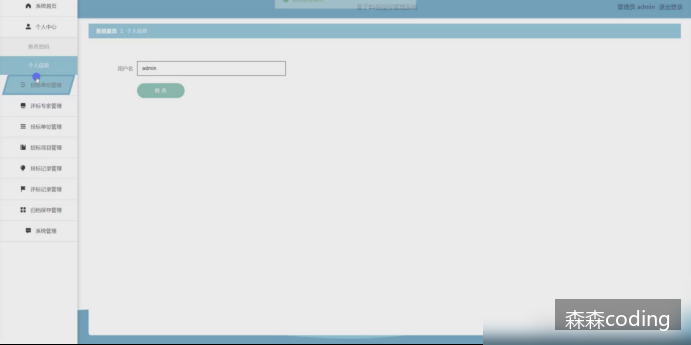 系统首页
管理员 admin 退出登录
个人中心
系统首页 个人信息
修改密码
个人信息
用户名 admin
招标单位管理
评标专家管理
投标单位管理
招标项目管理
投标记录管理
评标记录管理
归档保存管理
系统管理
森森coding